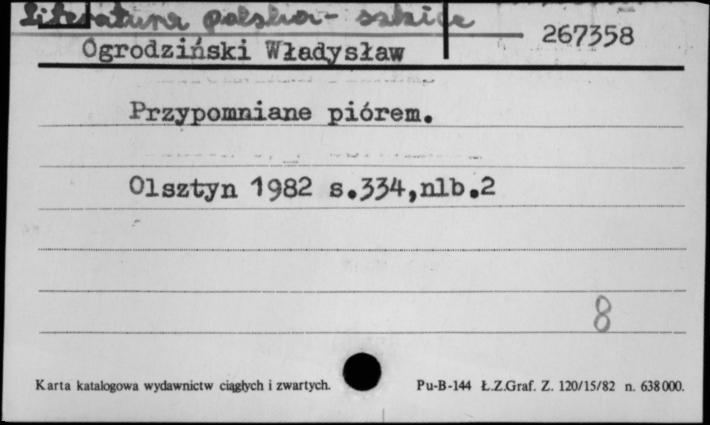 Literatura polska - szkice
267358
Ogrodziński Władysław
Przypomniane piórem.
Olsztyn 1982 s.334,nlb.2
8
Karta katalogowa wydawnictw ciągłych i zwartych. Pu-B-144 Ł.Z.Graf. Z. 120/15/82 n. 638000.